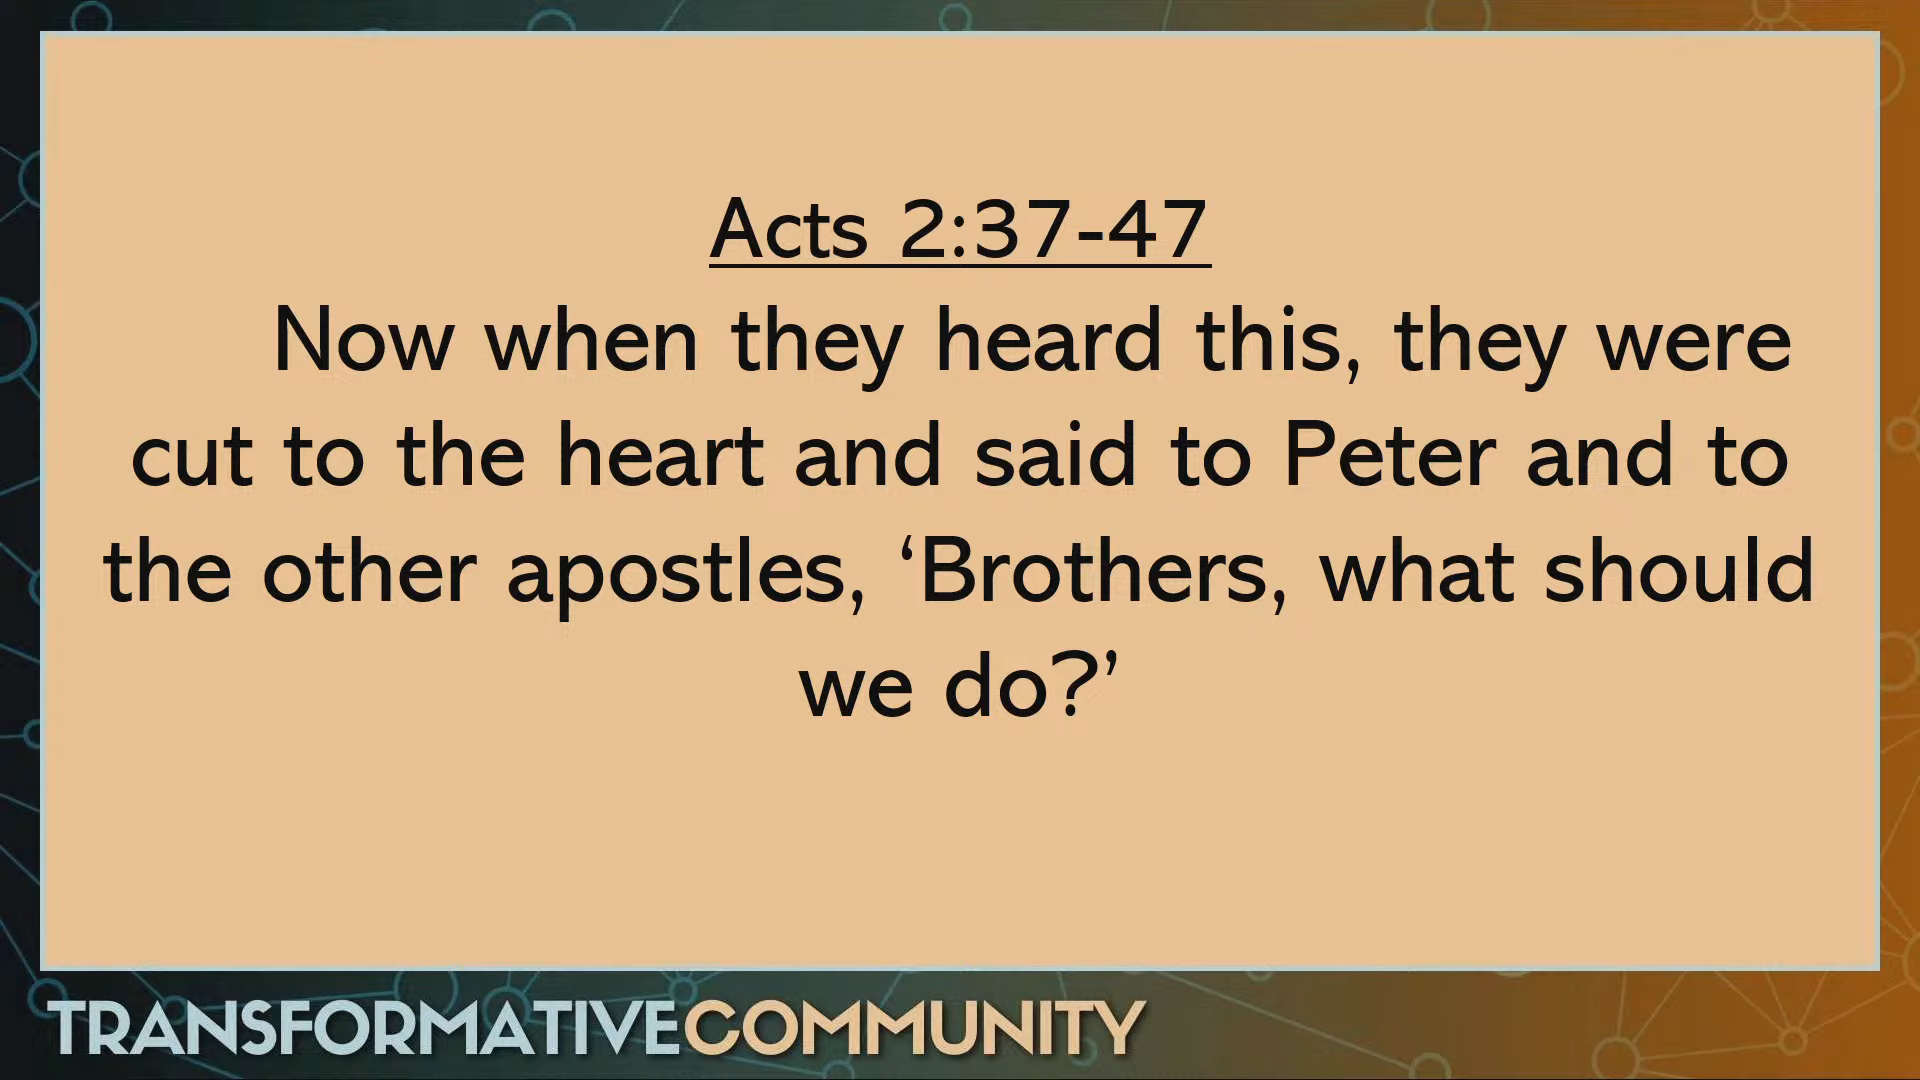 Acts 2:37-47
Now when they heard this, they were
cut to the heart and said to Peter and to
the other apostles, ‘Brothers, what should
we do?’
TRANSFORMATIVECOMMUNITY